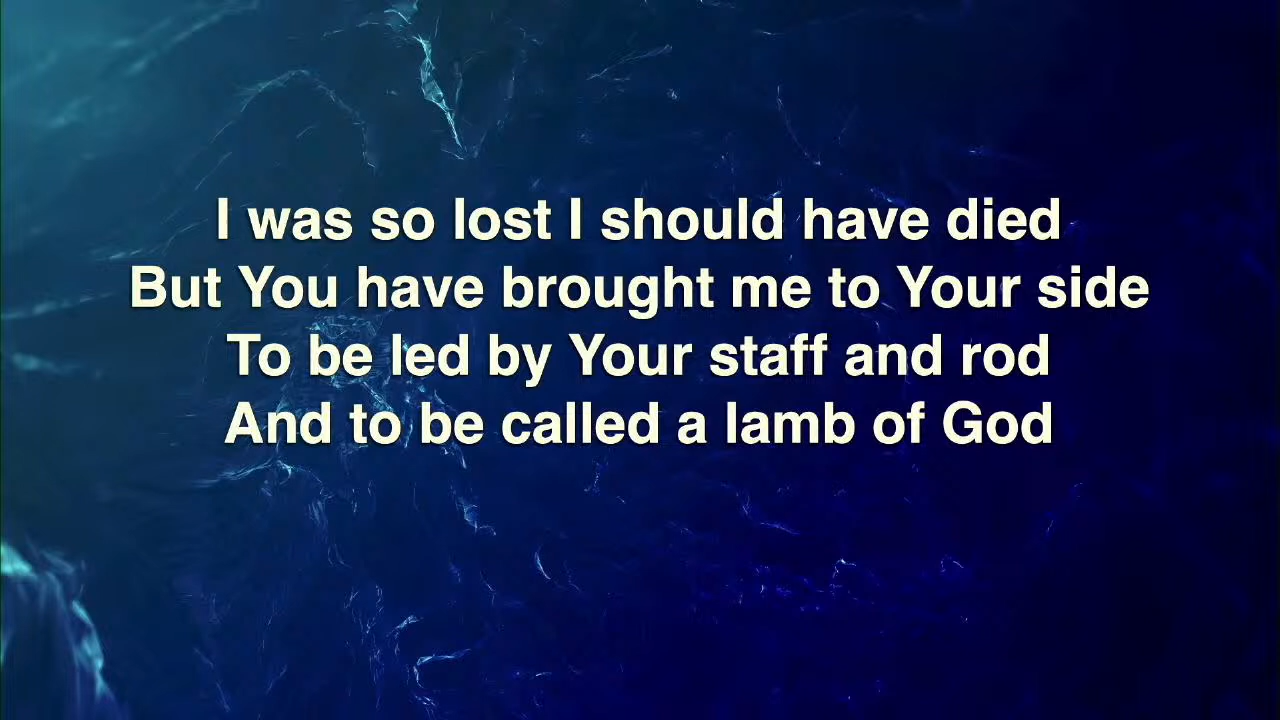 I was so lost I should have died
But You have brought me to Your side
To be led by Your staff and rod
And to be called a lamb of God